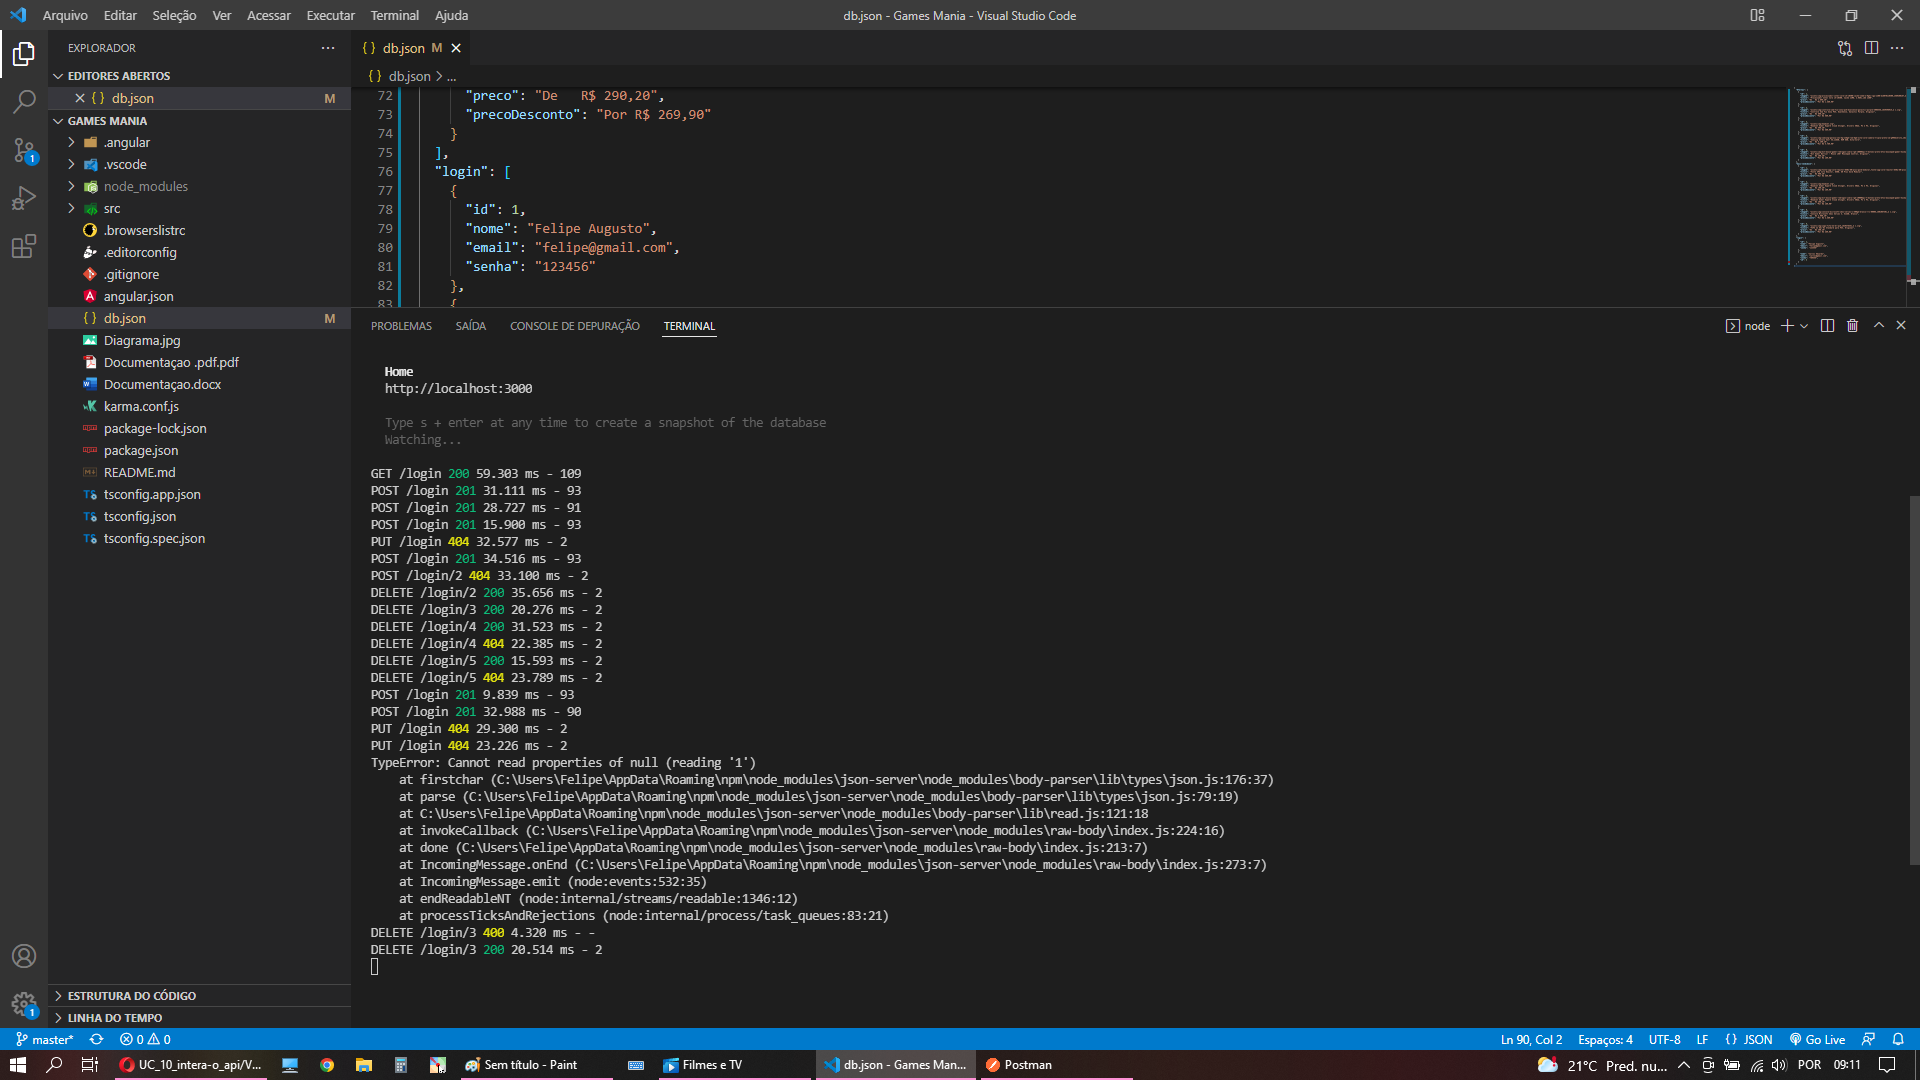 Arquivo Editar Seleção Ver Acessar Executar Terminal Ajuda
db.json - Games Mania - Visual Studio Code
EXPLORADOR
EDITORES ABERTOS
db.json M
GAMES MANIA
.angular
.vscode
node_modules
src
.browserslistrc
.editorconfig
.gitignore
angular.json
db.json M
Diagrama.jpg
Documentaçao .pdf.pdf
Documentaçao.docx
karma.conf.js
package-lock.json
package.json
README.md
tsconfig.app.json
tsconfig.json
tsconfig.spec.json
ESTRUTURA DO CÓDIGO
LINHA DO TEMPO
{} db.json M
{} db.json > ...
72 "preco": "De   R$ 290,20",
73 "precoDesconto": "Por R$ 269,90"
74 }
75 ],
76 "login": [
77 {
78 "id": 1,
79 "nome": "Felipe Augusto",
80 "email": "felipe@gmail.com",
81 "senha": "123456"
82 },
83 {
PROBLEMAS SAÍDA CONSOLE DE DEPURAÇÃO TERMINAL
node
Home
http://localhost:3000
Type s + enter at any time to create a snapshot of the database
Watching...
GET /login 200 59.303 ms - 109
POST /login 201 31.111 ms - 93
POST /login 201 28.727 ms - 91
POST /login 201 15.900 ms - 93
PUT /login 404 32.577 ms - 2
POST /login 201 34.516 ms - 93
POST /login/2 404 33.100 ms - 2
DELETE /login/2 200 35.656 ms - 2
DELETE /login/3 200 20.276 ms - 2
DELETE /login/4 200 31.523 ms - 2
DELETE /login/4 404 22.385 ms - 2
DELETE /login/5 200 15.593 ms - 2
DELETE /login/5 404 23.789 ms - 2
POST /login 201 9.839 ms - 93
POST /login 201 32.988 ms - 90
PUT /login 404 29.300 ms - 2
PUT /login 404 23.226 ms - 2
TypeError: Cannot read properties of null (reading '1')
at firstchar (C:\Users\Felipe\AppData\Roaming\npm\node_modules\json-server\node_modules\body-parser\lib\types\json.js:176:37)
at parse (C:\Users\Felipe\AppData\Roaming\npm\node_modules\json-server\node_modules\body-parser\lib\types\json.js:79:19)
at C:\Users\Felipe\AppData\Roaming\npm\node_modules\json-server\node_modules\body-parser\lib\read.js:121:18
at invokeCallback (C:\Users\Felipe\AppData\Roaming\npm\node_modules\json-server\node_modules\raw-body\index.js:224:16)
at done (C:\Users\Felipe\AppData\Roaming\npm\node_modules\json-server\node_modules\raw-body\index.js:213:7)
at IncomingMessage.onEnd (C:\Users\Felipe\AppData\Roaming\npm\node_modules\json-server\node_modules\raw-body\index.js:273:7)
at IncomingMessage.emit (node:events:532:35)
at endReadableNT (node:internal/streams/readable:1346:12)
at processTicksAndRejections (node:internal/process/task_queues:83:21)
DELETE /login/3 400 4.320 ms - -
DELETE /login/3 200 20.514 ms - 2
master* 0 0
Ln 90, Col 2 Espaços: 4 UTF-8 LF {} JSON Go Live
UC_10_intera-o_api/V... Sem título - Paint Filmes e TV db.json - Games Man... Postman
21°C Pred. nu... POR 09:11